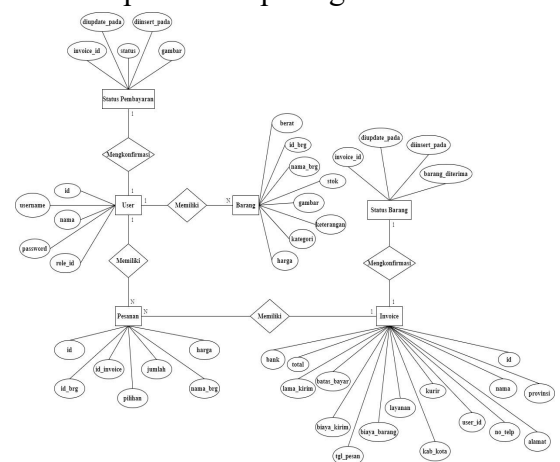 diupdate_pada
diinsert_pada
invoice_id
status
gambar
Status Pembayaran
1
Mengkonfirmasi
1
berat
id_brg
nama_brg
stok
gambar
keterangan
kategori
harga
id
username
nama
password
role_id
User
1
Memiliki
N
Barang
1
Memiliki
N
diupdate_pada
diinsert_pada
invoice_id
barang_diterima
Status Barang
1
Mengkonfirmasi
1
Pesanan
N
Memiliki
1
Invoice
id
harga
id_invoice
jumlah
id_brg
nama_brg
pilihan
bank
total
id
lama_kirim
batas_bayar
kurir
nama
provinsi
layanan
biaya_kirim
biaya_barang
user_id
no_telp
alamat
tgl_pesan
kab_kota